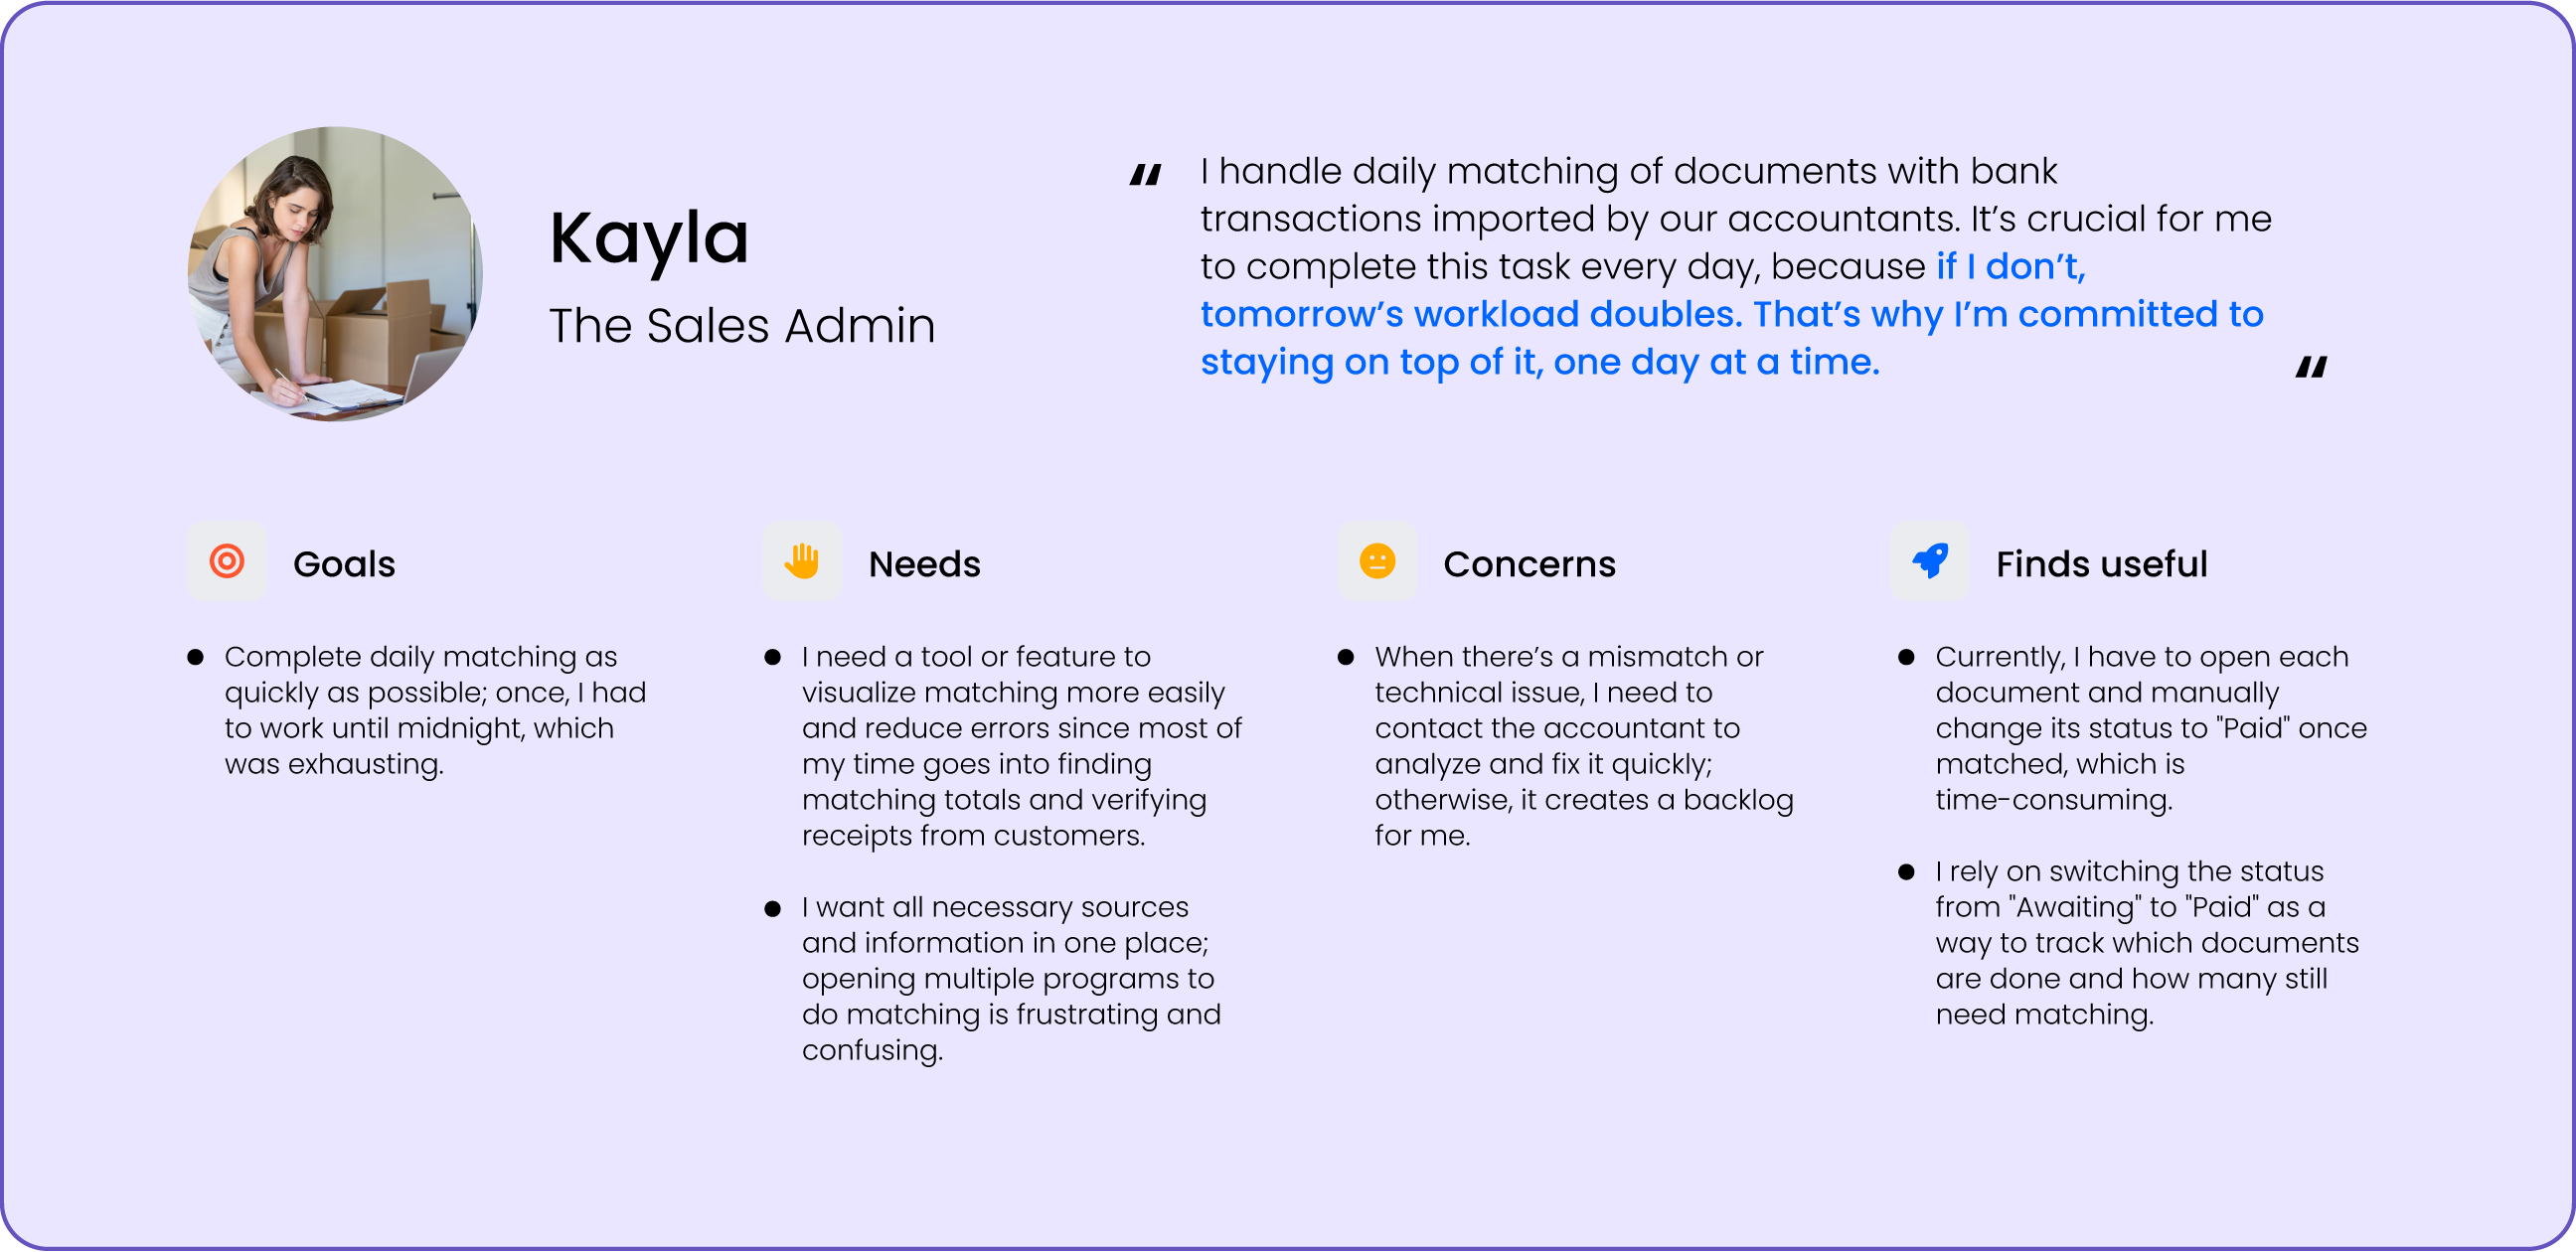 Kayla
The Sales Admin
“
I handle daily matching of documents with bank
transactions imported by our accountants. It’s crucial for me
to complete this task every day, because if I don’t,
tomorrow’s workload doubles. That’s why I’m committed to
staying on top of it, one day at a time.
“
Goals
Complete daily matching as
quickly as possible; once, I had
to work until midnight, which
was exhausting.
Needs
I need a tool or feature to
visualize matching more easily
and reduce errors since most of
my time goes into finding
matching totals and verifying
receipts from customers.
I want all necessary sources
and information in one place;
opening multiple programs to
do matching is frustrating and
confusing.
Concerns
When there’s a mismatch or
technical issue, I need to
contact the accountant to
analyze and fix it quickly;
otherwise, it creates a backlog
for me.
Finds useful
Currently, I have to open each
document and manually
change its status to "Paid" once
matched, which is
time-consuming.
I rely on switching the status
from "Awaiting" to "Paid" as a
way to track which documents
are done and how many still
need matching.